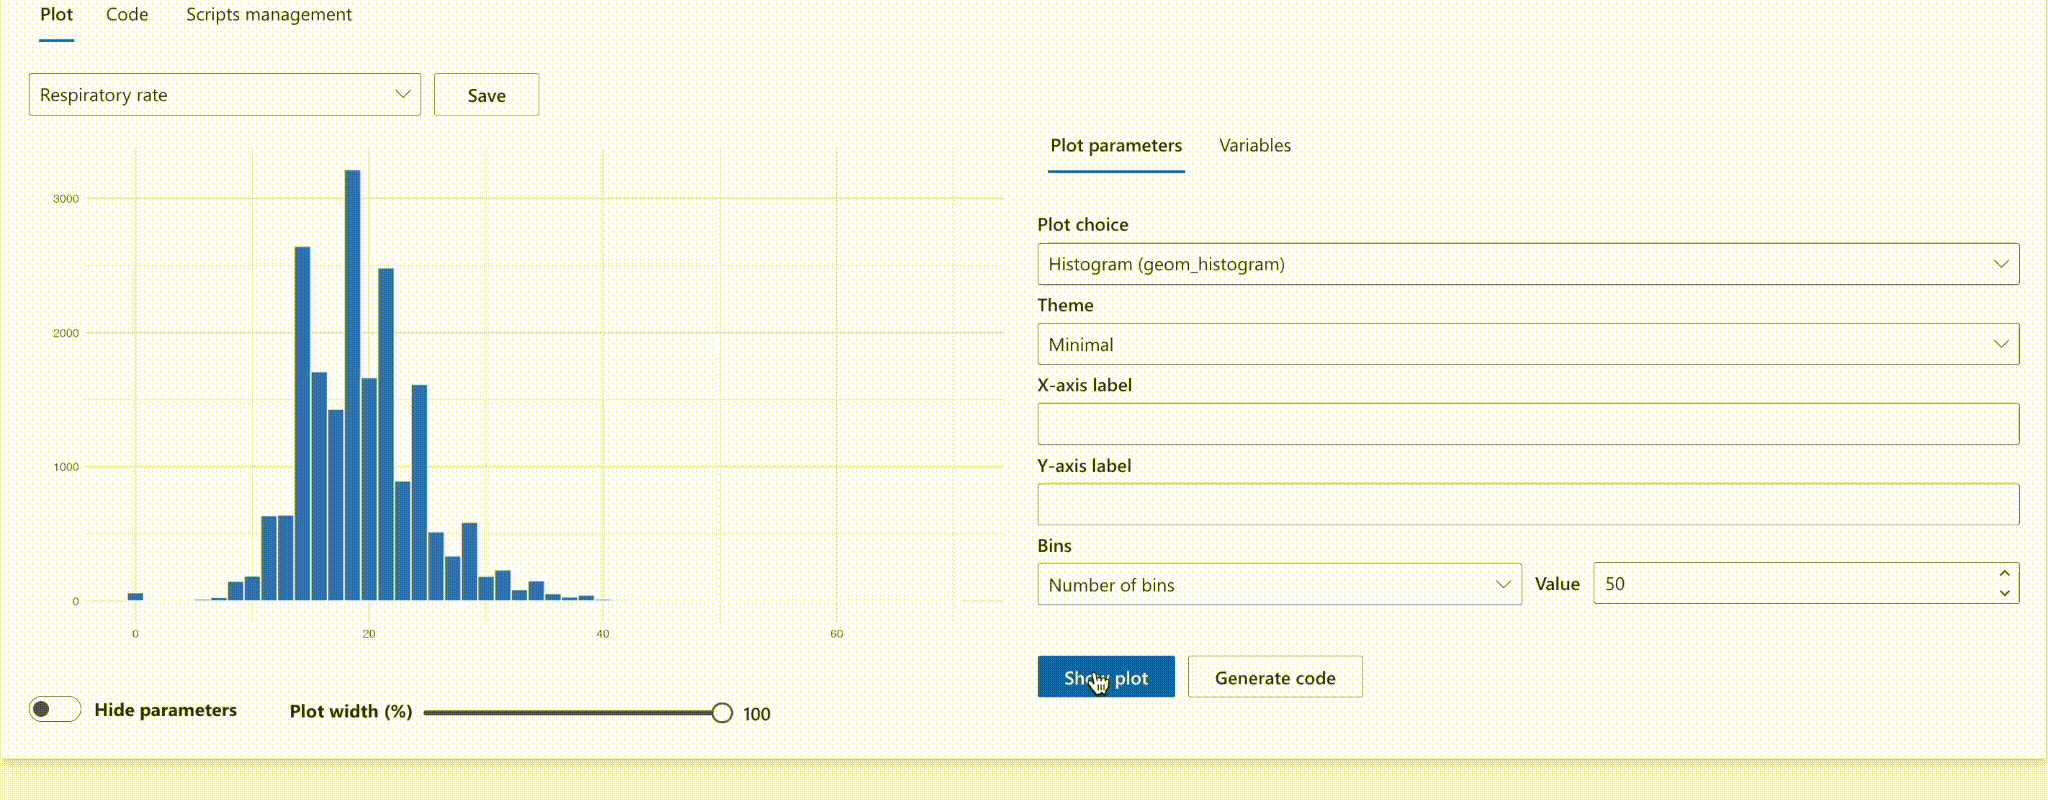 Plot Code Scripts management
Respiratory rate Save
Plot parameters Variables
3000
2000
1000
0
0 20 40 60
Plot choice
Histogram (geom_histogram)
Theme
Minimal
X-axis label
Y-axis label
Bins
Number of bins Value 50
Show plot Generate code
Hide parameters Plot width (%) 100